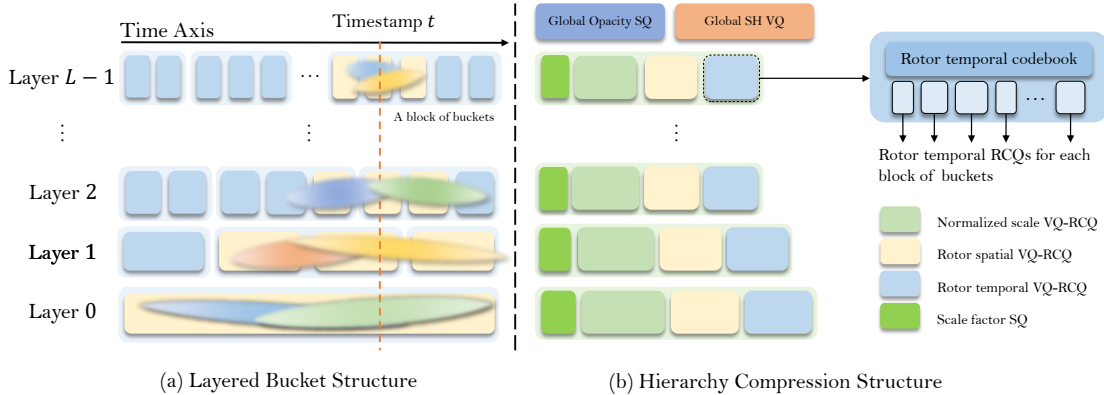 Time Axis
Timestamp t
Layer L − 1
...
A block of buckets
⋮
⋮
Layer 2
Layer 1
Layer 0
(a) Layered Bucket Structure
Global Opacity SQ
Global SH VQ
⋮
Rotor temporal codebook
...
Rotor temporal RCQs for each
block of buckets
Normalized scale VQ-RCQ
Rotor spatial VQ-RCQ
Rotor temporal VQ-RCQ
Scale factor SQ
(b) Hierarchy Compression Structure